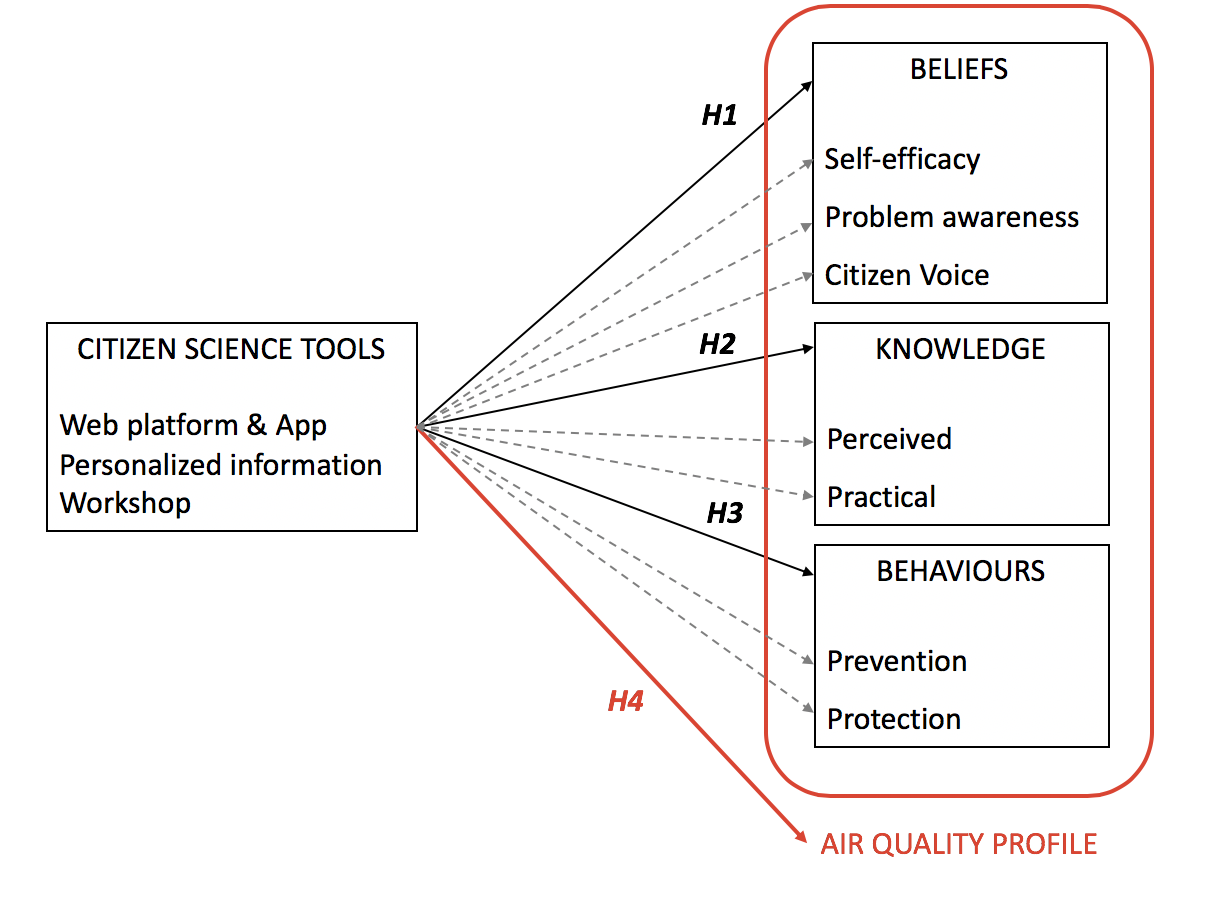 CITIZEN SCIENCE TOOLS
Web platform & App
Personalized information
Workshop
H1
H2
H3
H4
BELIEFS
Self-efficacy
Problem awareness
Citizen Voice
KNOWLEDGE
Perceived
Practical
BEHAVIOURS
Prevention
Protection
AIR QUALITY PROFILE